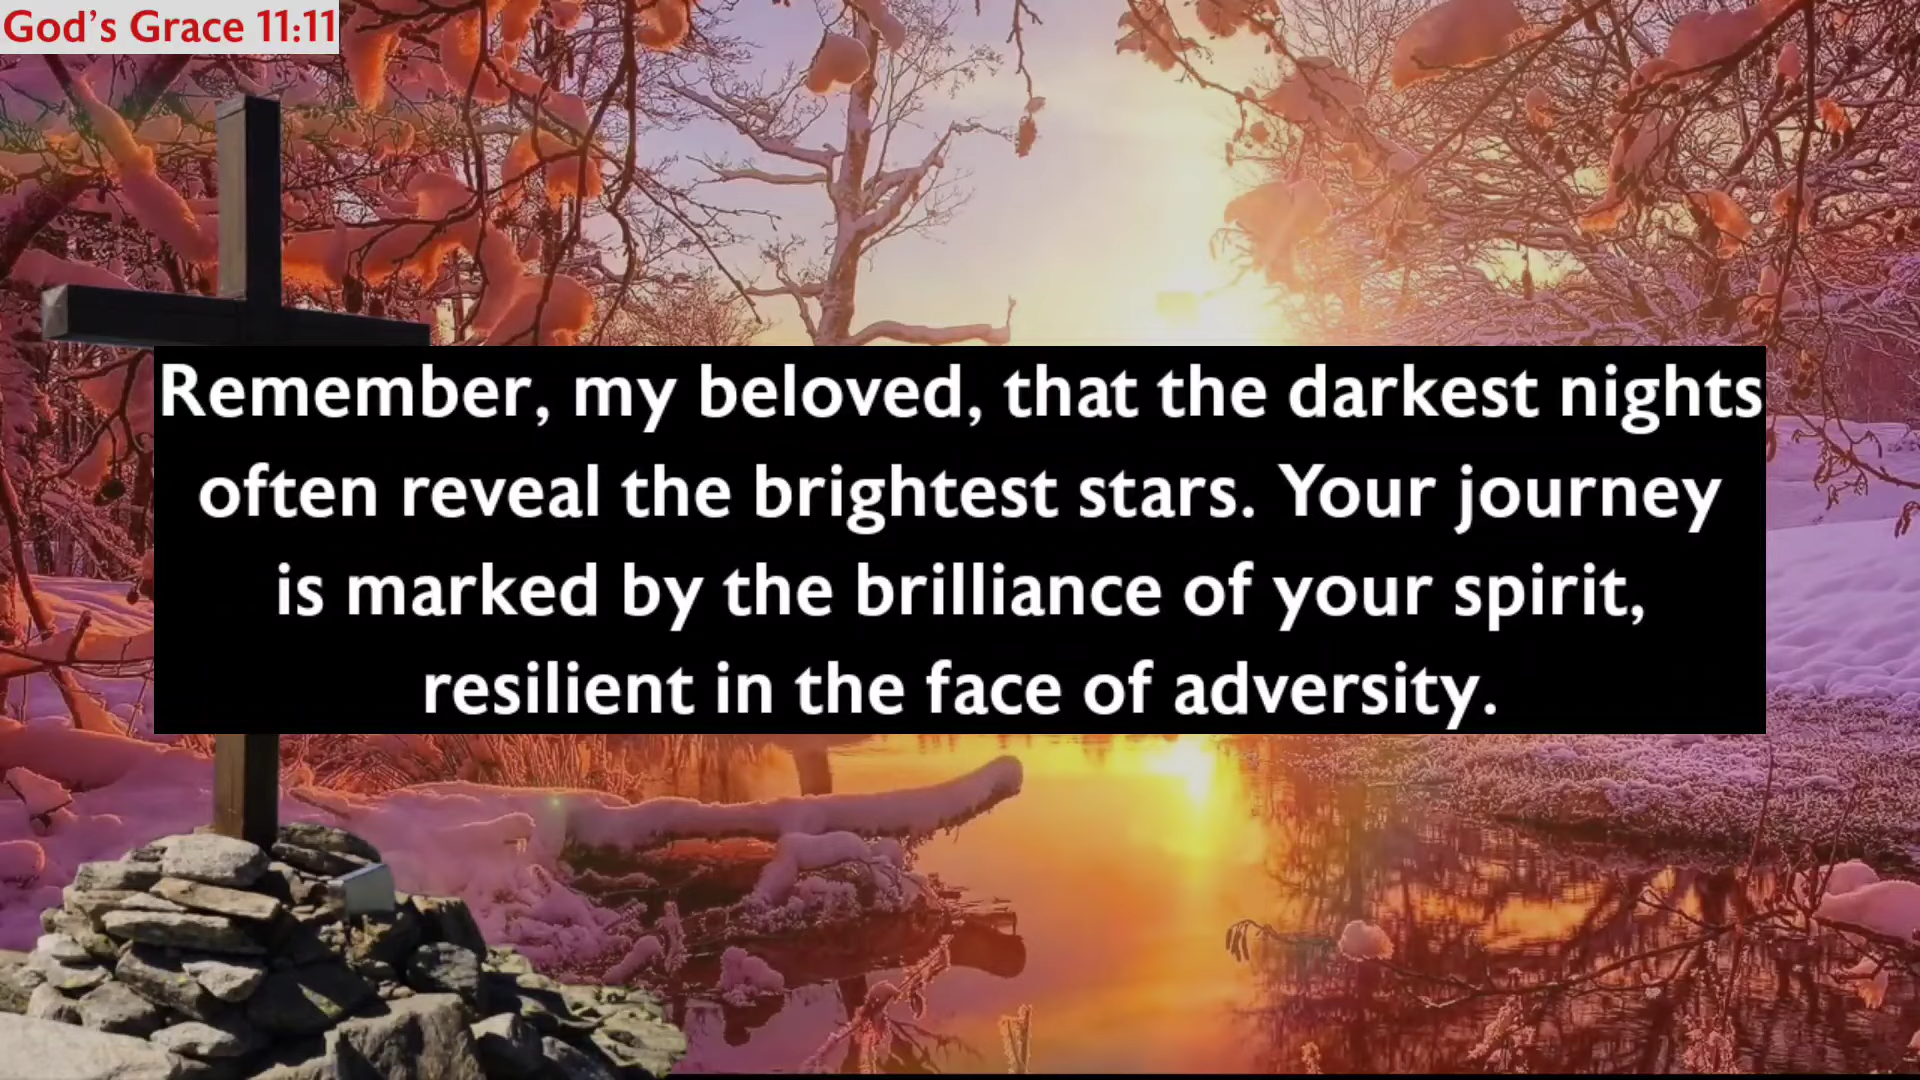 God's Grace 11:11
Remember, my beloved, that the darkest nights
often reveal the brightest stars. Your journey
is marked by the brilliance of your spirit,
resilient in the face of adversity.